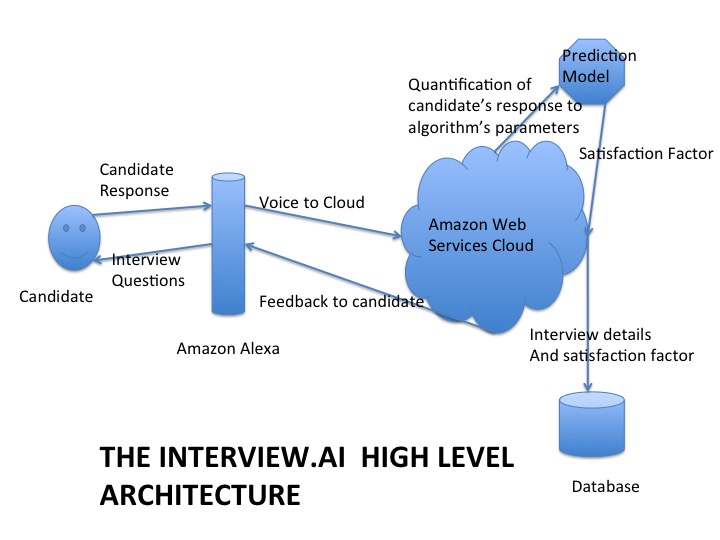 Prediction
Model
Quantification of
candidate's response to
algorithm's parameters
Satisfaction Factor
Candidate
Response
Voice to Cloud
Amazon Web
Services Cloud
Interview
Questions
Candidate
Feedback to candidate
Amazon Alexa
Interview details
And satisfaction factor
THE INTERVIEW.AI  HIGH LEVEL
ARCHITECTURE
Database